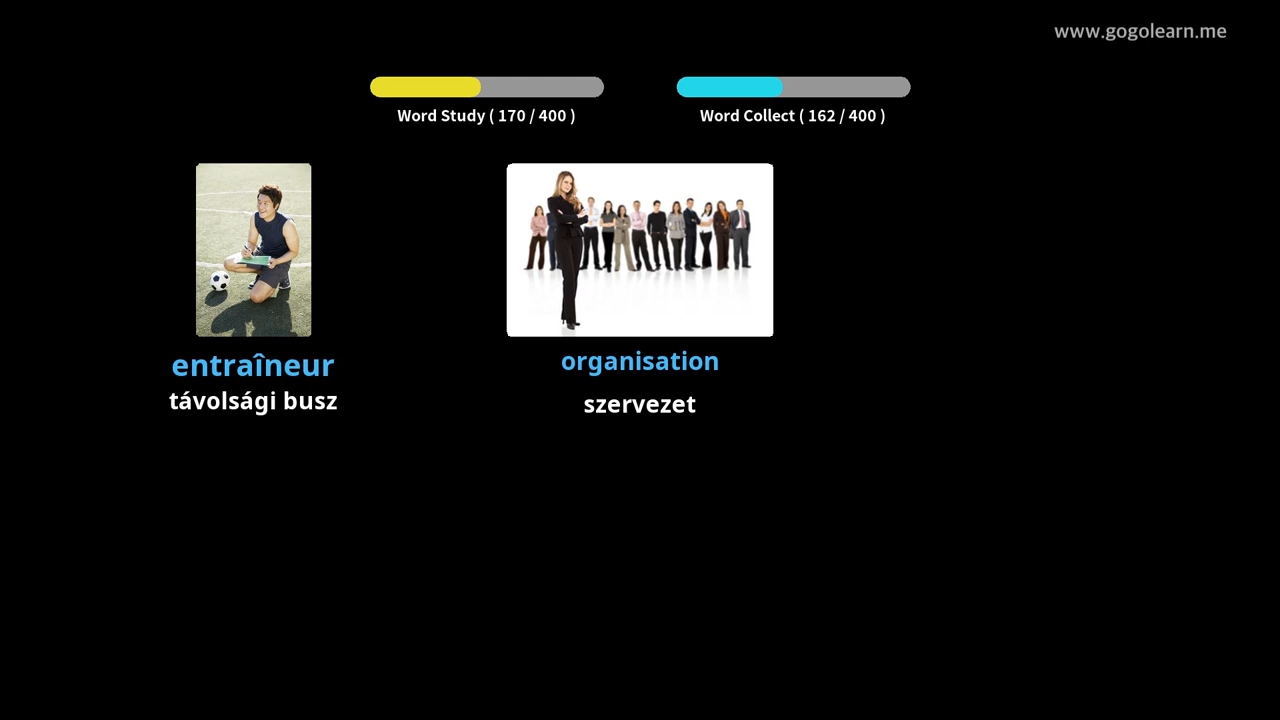 www.gogolearn.me
Word Study ( 170 / 400 )
Word Collect ( 162 / 400 )
entraîneur
távolsági busz
organisation
szervezet